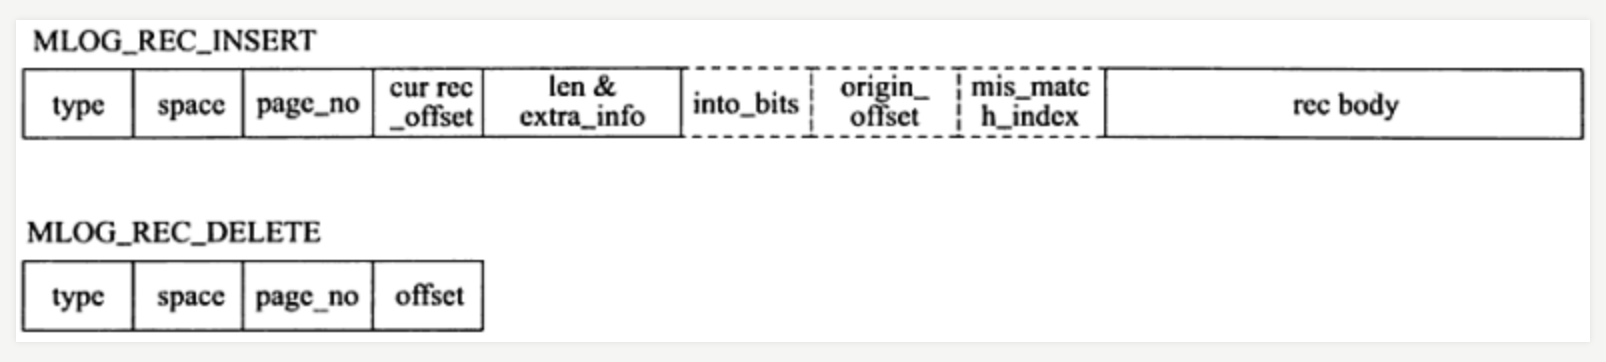 MLOG_REC_INSERT
type space page_no cur rec _offset len & extra_info into_bits origin_ offset mis_matc h_index rec body
MLOG_REC_DELETE
type space page_no offset